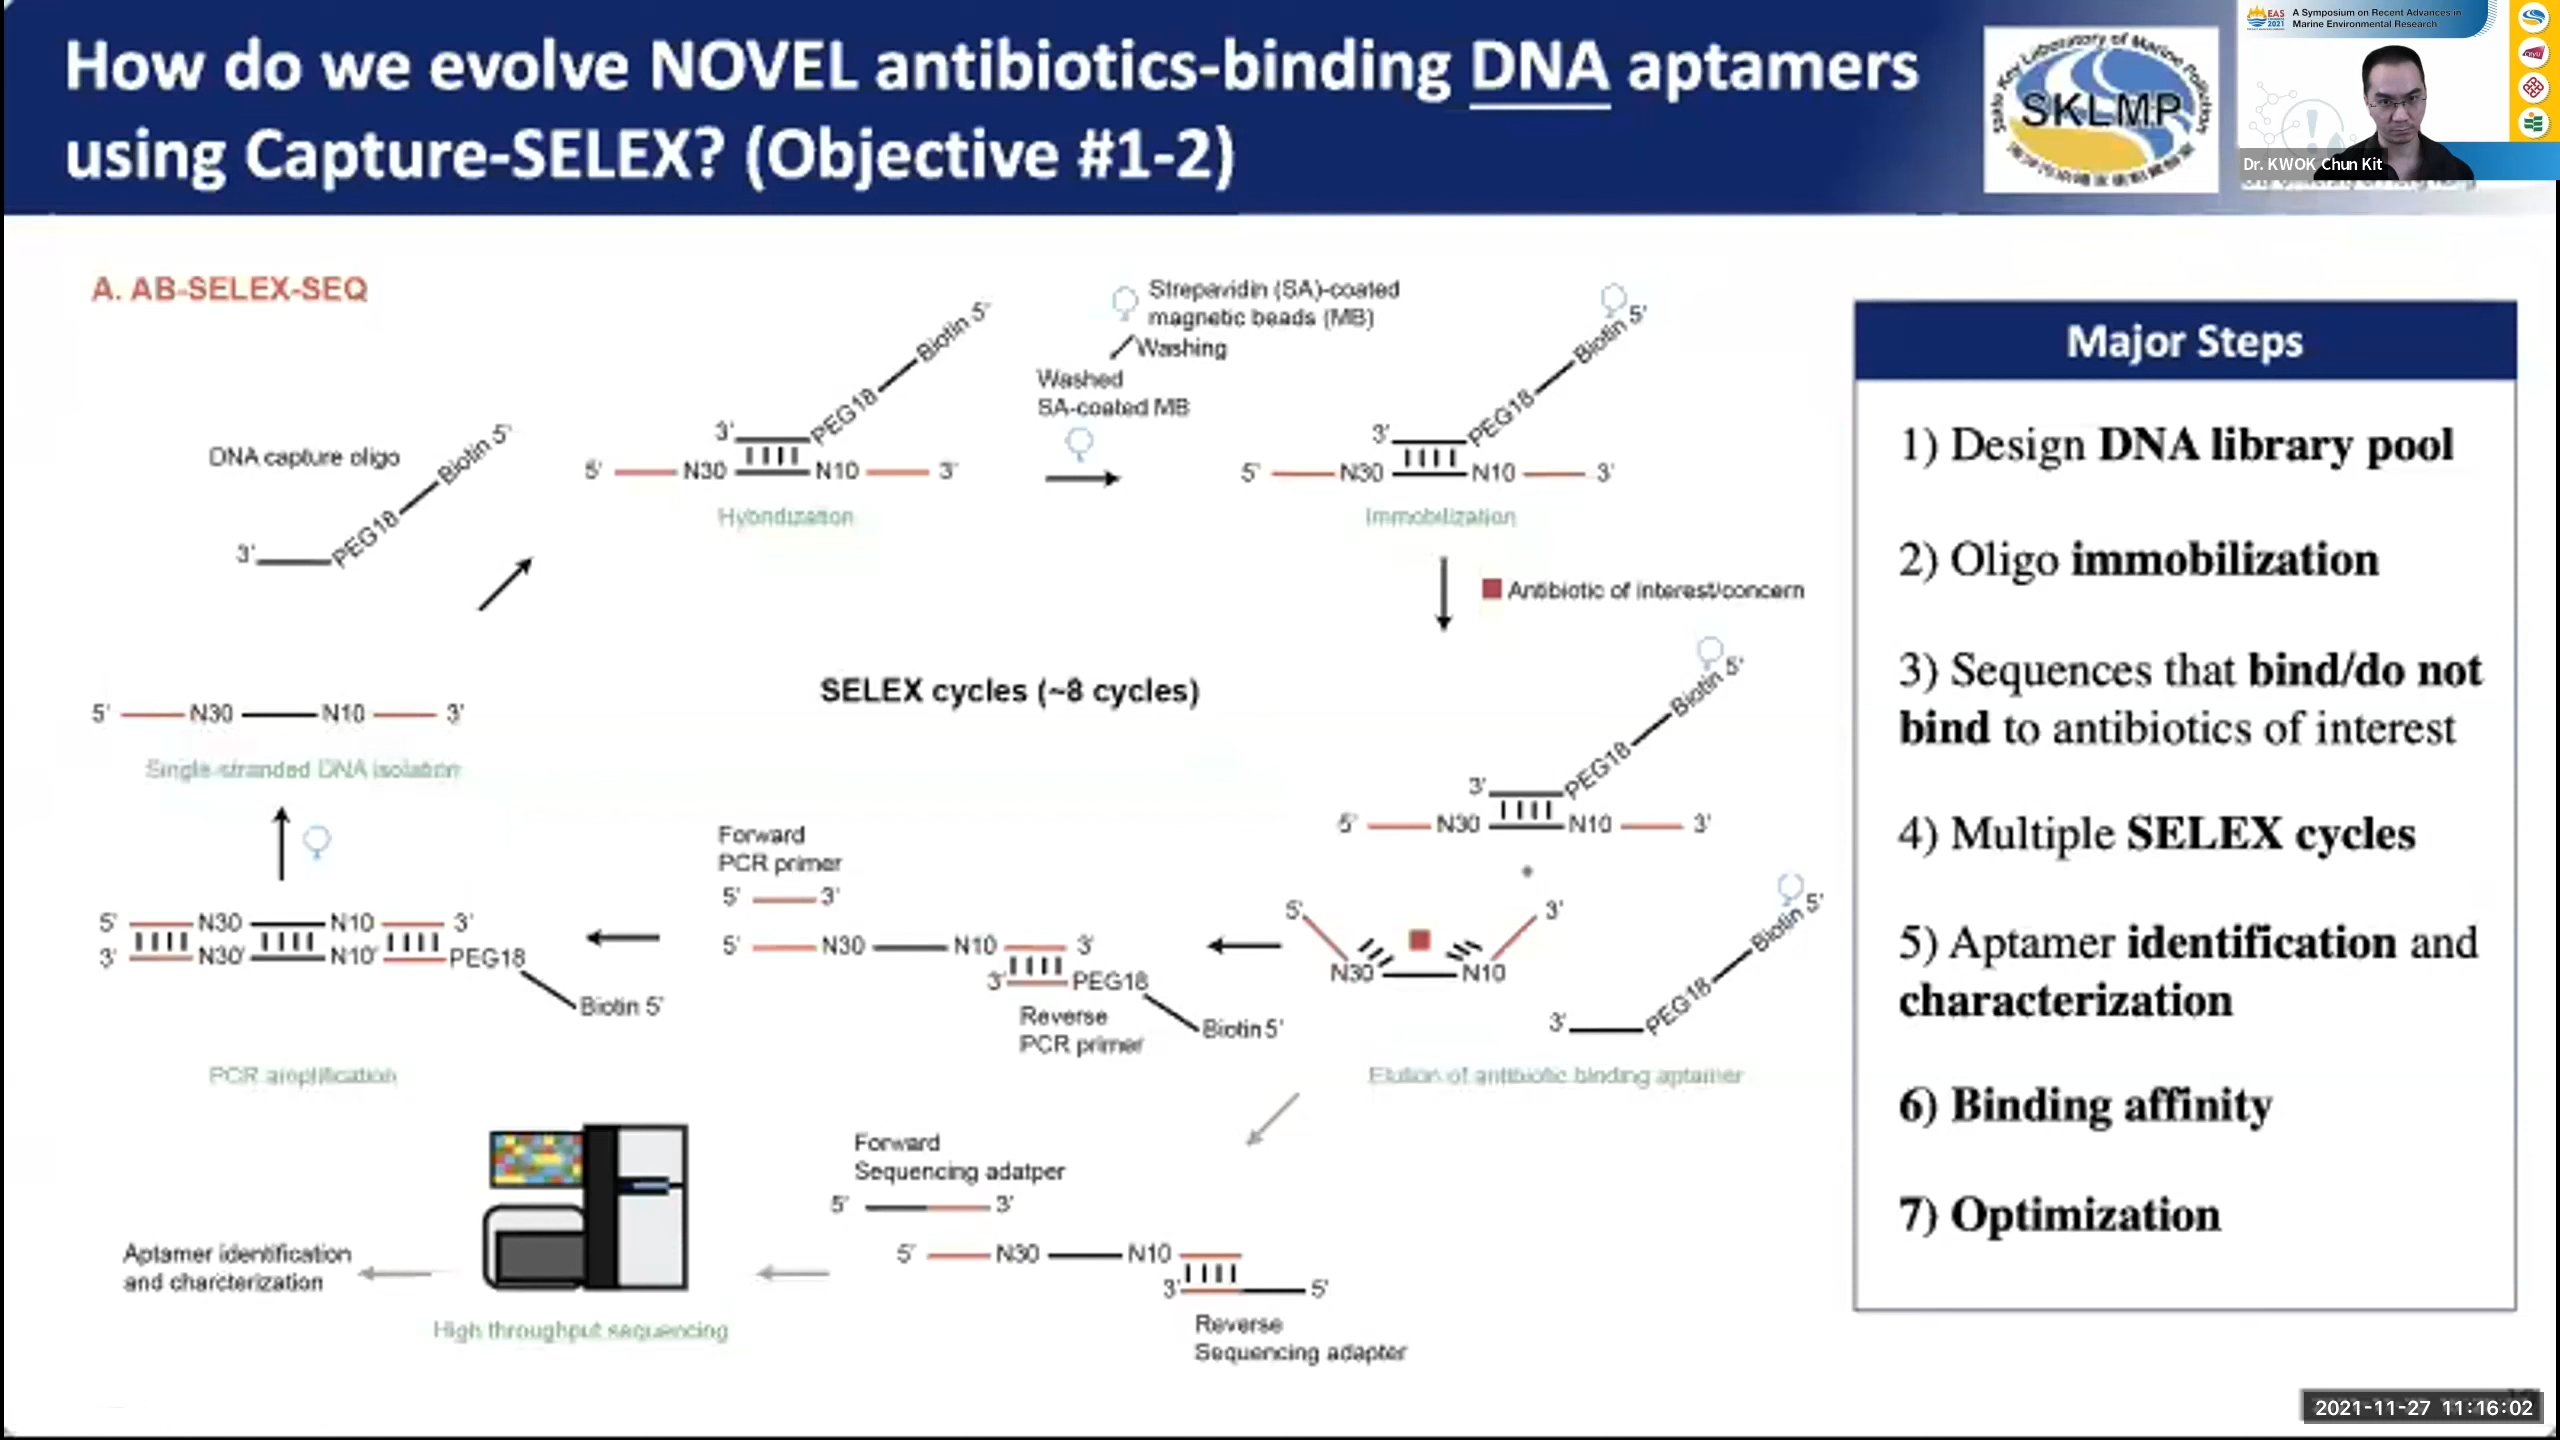 How do we evolve NOVEL antibiotics-binding DNA aptamers
using Capture-SELEX? (Objective #1-2)
State Key Laboratory of Marine Pollution
SKLMP
EAS
2021
A Symposium on Recent Advances in
Marine Environmental Research
Dr. KWOK Chun Kit
A. AB-SELEX-SEQ
DNA capture oligo
3' PEG18 Biotin 5'
3' PEG18 Biotin 5'
5' N30 N10 3'
Hybridization
Strepavidin (SA)-coated
magnetic beads (MB)
Washing
Washed
SA-coated MB
3' PEG18 Biotin 5'
5' N30 N10 3'
Immobilization
Antibiotic of interest/concern
SELEX cycles (~8 cycles)
5' N30 N10 3'
Single-stranded DNA isolation
3' PEG18 Biotin 5'
5' N30 N10 3'
5' 3'
N30 N10
3' PEG18 Biotin 5'
Elution of antibiotic binding aptamer
Forward
PCR primer
5' 3'
5' N30 N10 3'
3' PEG18
Biotin 5'
Reverse
PCR primer
5' N30 N10 3'
3' N30' N10' PEG18
Biotin 5'
PCR amplification
Forward
Sequencing adatper
5' 3'
5' N30 N10
3' 5'
Reverse
Sequencing adapter
High throughput sequencing
Aptamer identification
and charcterization
Major Steps
1) Design DNA library pool
2) Oligo immobilization
3) Sequences that bind/do not
bind to antibiotics of interest
4) Multiple SELEX cycles
5) Aptamer identification and
characterization
6) Binding affinity
7) Optimization
2021-11-27 11:16:02